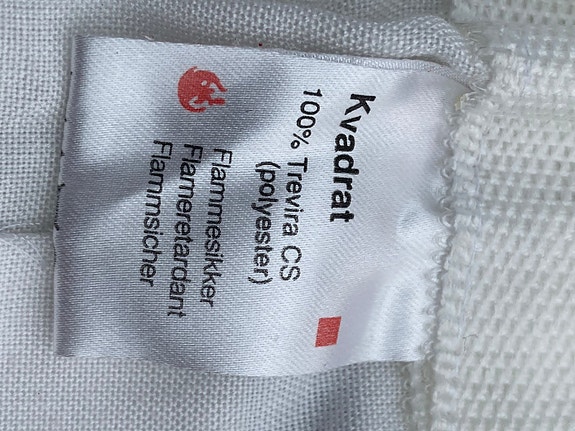 Kvadrat
100% Trevira CS
(polyester)
Flammesikker
Flameretardant
Flammsicher